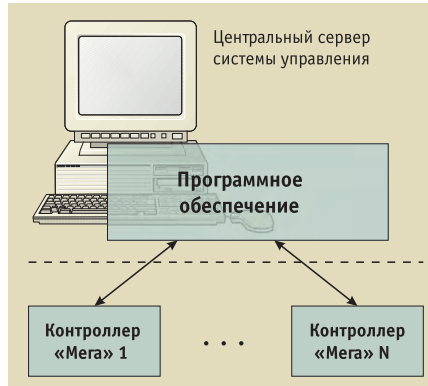 Центральный сервер
системы управления
Программное
обеспечение
Контроллер
«Мега» 1
. . .
Контроллер
«Мега» N